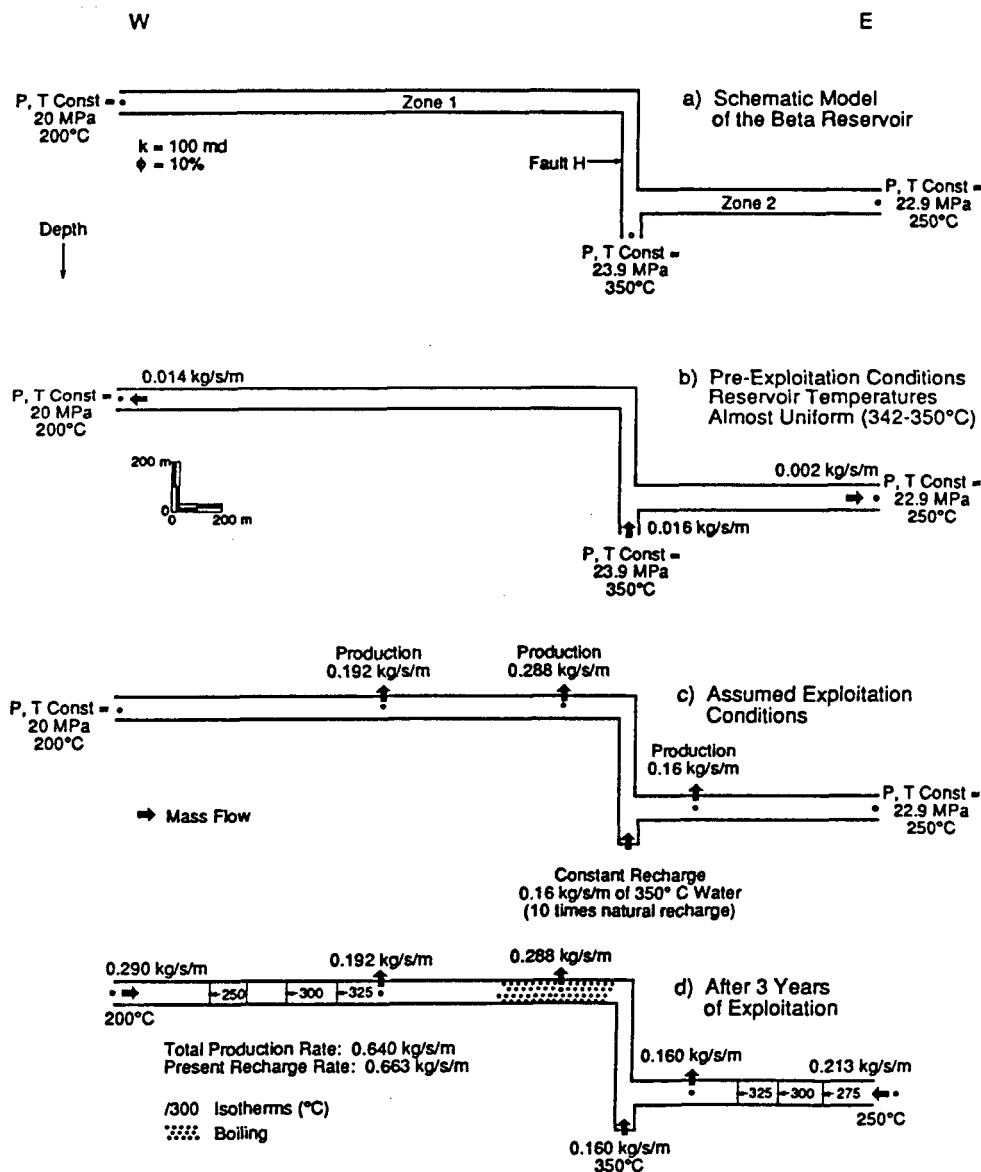 W
E
P, T Const =
20 MPa
200°C
Zone 1
k = 100 md
ϕ = 10%
Fault H
Depth
Zone 2
P, T Const =
22.9 MPa
250°C
P, T Const =
23.9 MPa
350°C
a) Schematic Model
of the Beta Reservoir
0.014 kg/s/m
P, T Const =
20 MPa
200°C
200 m
0
0
200 m
b) Pre-Exploitation Conditions
Reservoir Temperatures
Almost Uniform (342-350°C)
0.002 kg/s/m
P, T Const =
22.9 MPa
250°C
0.016 kg/s/m
P, T Const =
23.9 MPa
350°C
Production
0.192 kg/s/m
Production
0.288 kg/s/m
P, T Const =
20 MPa
200°C
c) Assumed Exploitation
Conditions
Production
0.16 kg/s/m
P, T Const =
22.9 MPa
250°C
Mass Flow
Constant Recharge
0.16 kg/s/m of 350° C Water
(10 times natural recharge)
0.290 kg/s/m
0.192 kg/s/m
0.288 kg/s/m
250
300
325
200°C
d) After 3 Years
of Exploitation
Total Production Rate: 0.640 kg/s/m
Present Recharge Rate: 0.663 kg/s/m
/300 Isotherms (°C)
Boiling
0.160 kg/s/m
0.213 kg/s/m
325
300
275
250°C
0.160 kg/s/m
350°C